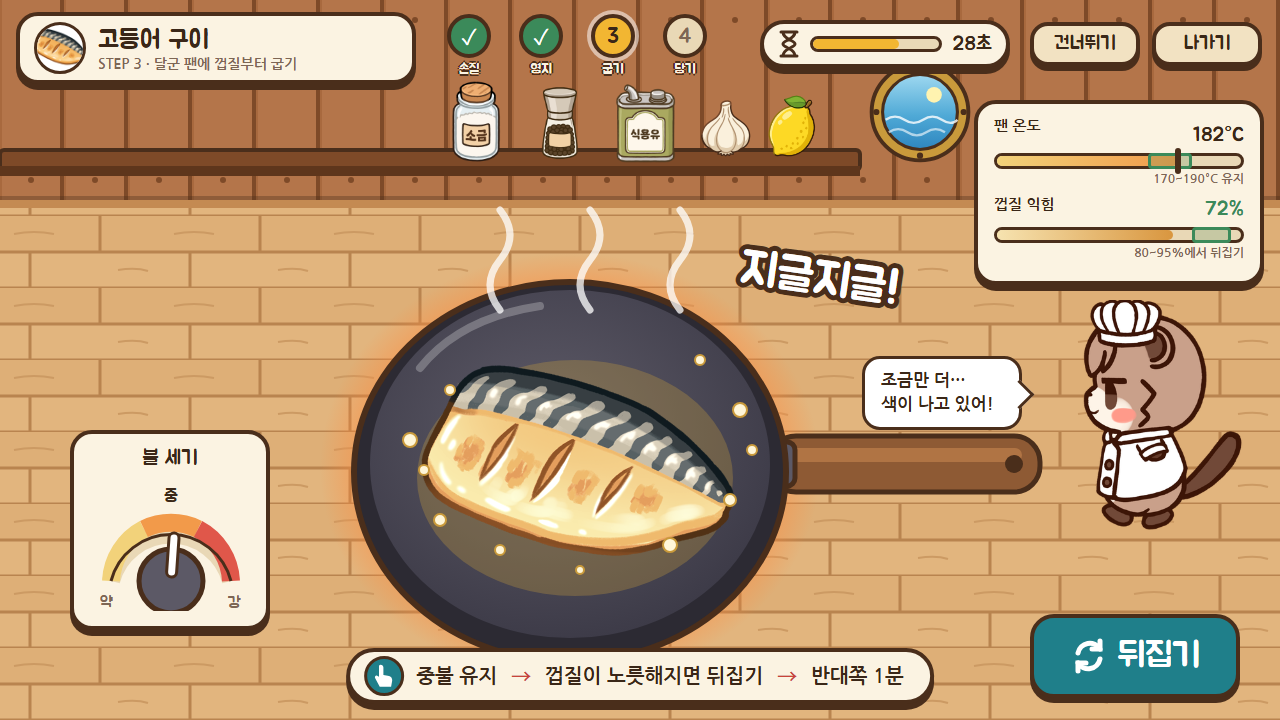 고등어 구이
STEP 3 · 달군 팬에 껍질부터 굽기
✓ ✓ 3 4
손질 염지 굽기 담기
28초
건너뛰기
나가기
소금
식용유
팬 온도
182°C
170~190°C 유지
껍질 익힘
72%
80~95%에서 뒤집기
지글지글!
조금만 더…
색이 나고 있어!
불 세기
중
약
강
중불 유지 → 껍질이 노릇해지면 뒤집기 → 반대쪽 1분
뒤집기